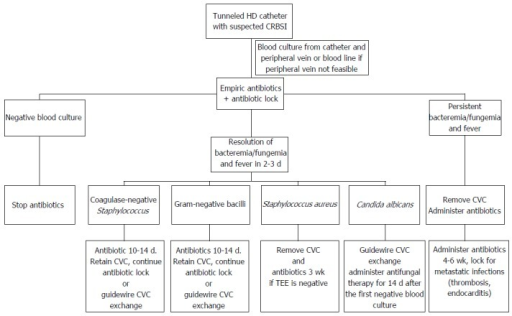 Tunneled HD catheter
with suspected CRBSI
Blood culture from catheter and
peripheral vein or blood line if
peripheral vein not feasible
Empiric antibiotics
+ antibiotic lock
Negative blood culture
Persistent
bacteremia/fungemia
and fever
Resolution of
bacteremia/fungemia
and fever in 2-3 d
Stop antibiotics
Coagulase-negative
Staphylococcus
Gram-negative bacilli
Staphylococcus aureus
Candida albicans
Remove CVC
Administer antibiotics
Antibiotic 10-14 d.
Retain CVC, continue
antibiotic lock
or
guidewire CVC
exchange
Antibiotics 10-14 d.
Retain CVC, continue
antibiotic lock
or
guidewire CVC
exchange
Remove CVC
and
antibiotics 3 wk
if TEE is negative
Guidewire CVC
exchange
administer antifungal
therapy for 14 d after
the first negative blood
culture
Administer antibiotics
4-6 wk, lock for
metastatic infections
(thrombosis,
endocarditis)